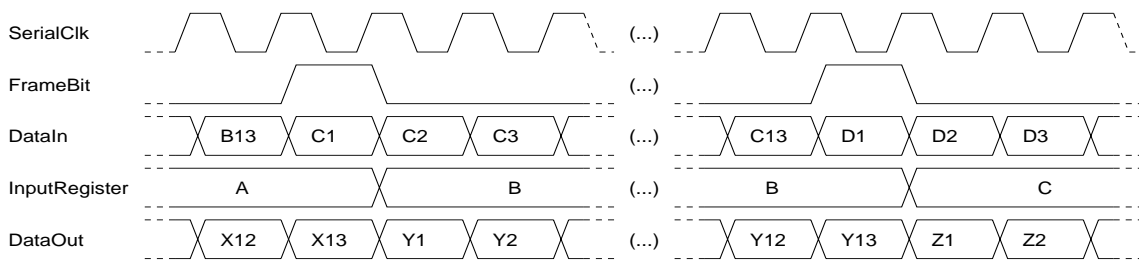 SerialClk (...)
FrameBit (...)
DataIn B13 C1 C2 C3 (...) C13 D1 D2 D3
InputRegister A B (...) B C
DataOut X12 X13 Y1 Y2 (...) Y12 Y13 Z1 Z2